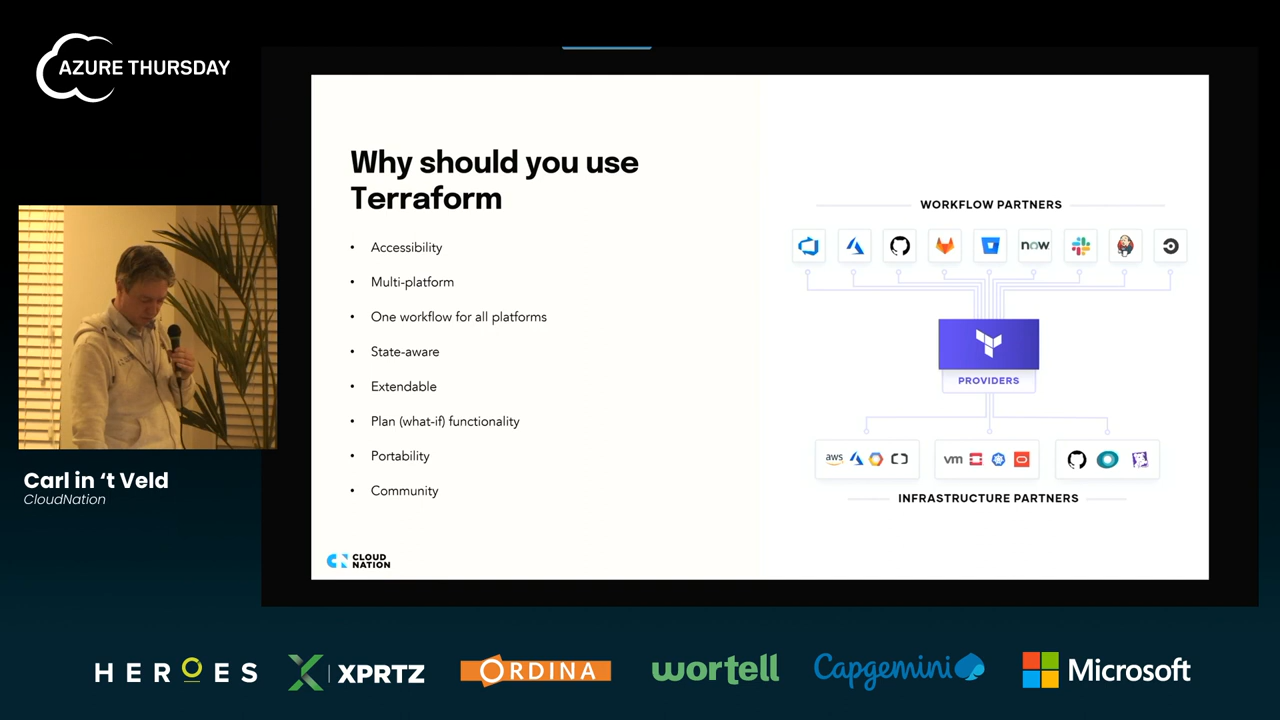 AZURE THURSDAY
Why should you use
Terraform
• Accessibility
• Multi-platform
• One workflow for all platforms
• State-aware
• Extendable
• Plan (what-if) functionality
• Portability
• Community
CLOUD
NATION
WORKFLOW PARTNERS
now
PROVIDERS
aws
vm
INFRASTRUCTURE PARTNERS
Carl in ‘t Veld
CloudNation
HEROES
XPRTZ
ORDINA
wortell
Capgemini
Microsoft